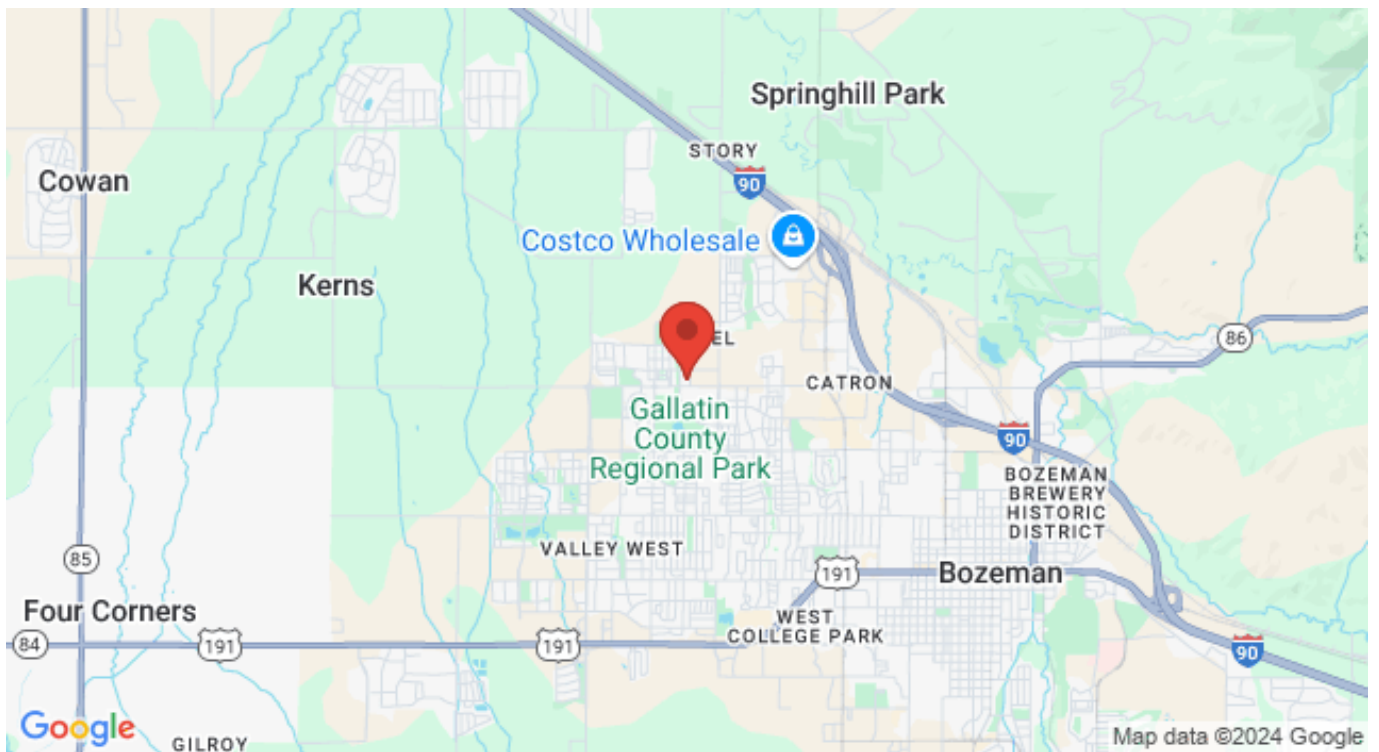 Springhill Park
STORY
90
Cowan
Costco Wholesale
Kerns
EL
86
CATRON
Gallatin
County
Regional Park
90
BOZEMAN
BREWERY
HISTORIC
DISTRICT
VALLEY WEST
85
191
Bozeman
Four Corners
WEST
COLLEGE PARK
84
191
191
90
Google
GILROY
Map data ©2024 Google